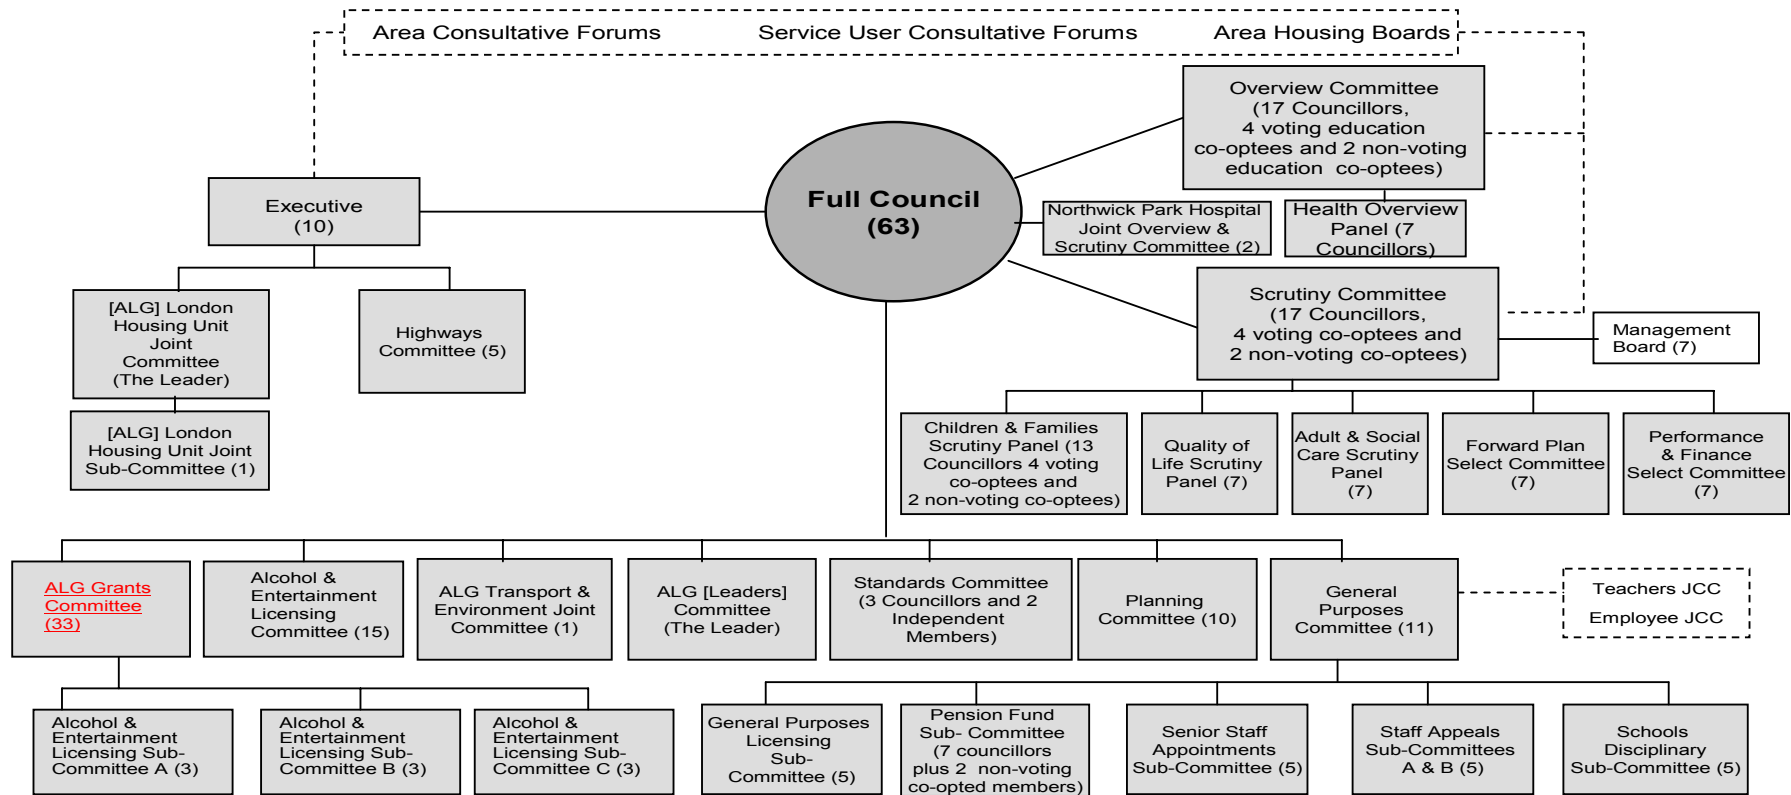 Area Consultative Forums
Service User Consultative Forums
Area Housing Boards
Overview Committee
(17 Councillors,
4 voting education
co-optees and 2 non-voting
education co-optees)
Full Council
(63)
Executive
(10)
Northwick Park Hospital
Joint Overview &
Scrutiny Committee (2)
Health Overview
Panel (7
Councillors)
[ALG] London
Housing Unit
Joint
Committee
(The Leader)
Highways
Committee (5)
Scrutiny Committee
(17 Councillors,
4 voting co-optees and
2 non-voting co-optees)
Management
Board (7)
[ALG] London
Housing Unit Joint
Sub-Committee (1)
Children & Families
Scrutiny Panel (13
Councillors 4 voting
co-optees and
2 non-voting co-optees)
Quality of
Life Scrutiny
Panel (7)
Adult & Social
Care Scrutiny
Panel
(7)
Forward Plan
Select Committee
(7)
Performance
& Finance
Select Committee
(7)
ALG Grants
Committee
(33)
Alcohol &
Entertainment
Licensing
Committee (15)
ALG Transport &
Environment Joint
Committee (1)
ALG [Leaders]
Committee
(The Leader)
Standards Committee
(3 Councillors and 2
Independent
Members)
Planning
Committee (10)
General
Purposes
Committee (11)
Teachers JCC
Employee JCC
Alcohol &
Entertainment
Licensing Sub-
Committee A (3)
Alcohol &
Entertainment
Licensing Sub-
Committee B (3)
Alcohol &
Entertainment
Licensing Sub-
Committee C (3)
General Purposes
Licensing
Sub-
Committee (5)
Pension Fund
Sub- Committee
(7 councillors
plus 2 non-voting
co-opted members)
Senior Staff
Appointments
Sub-Committee (5)
Staff Appeals
Sub-Committees
A & B (5)
Schools
Disciplinary
Sub-Committee (5)